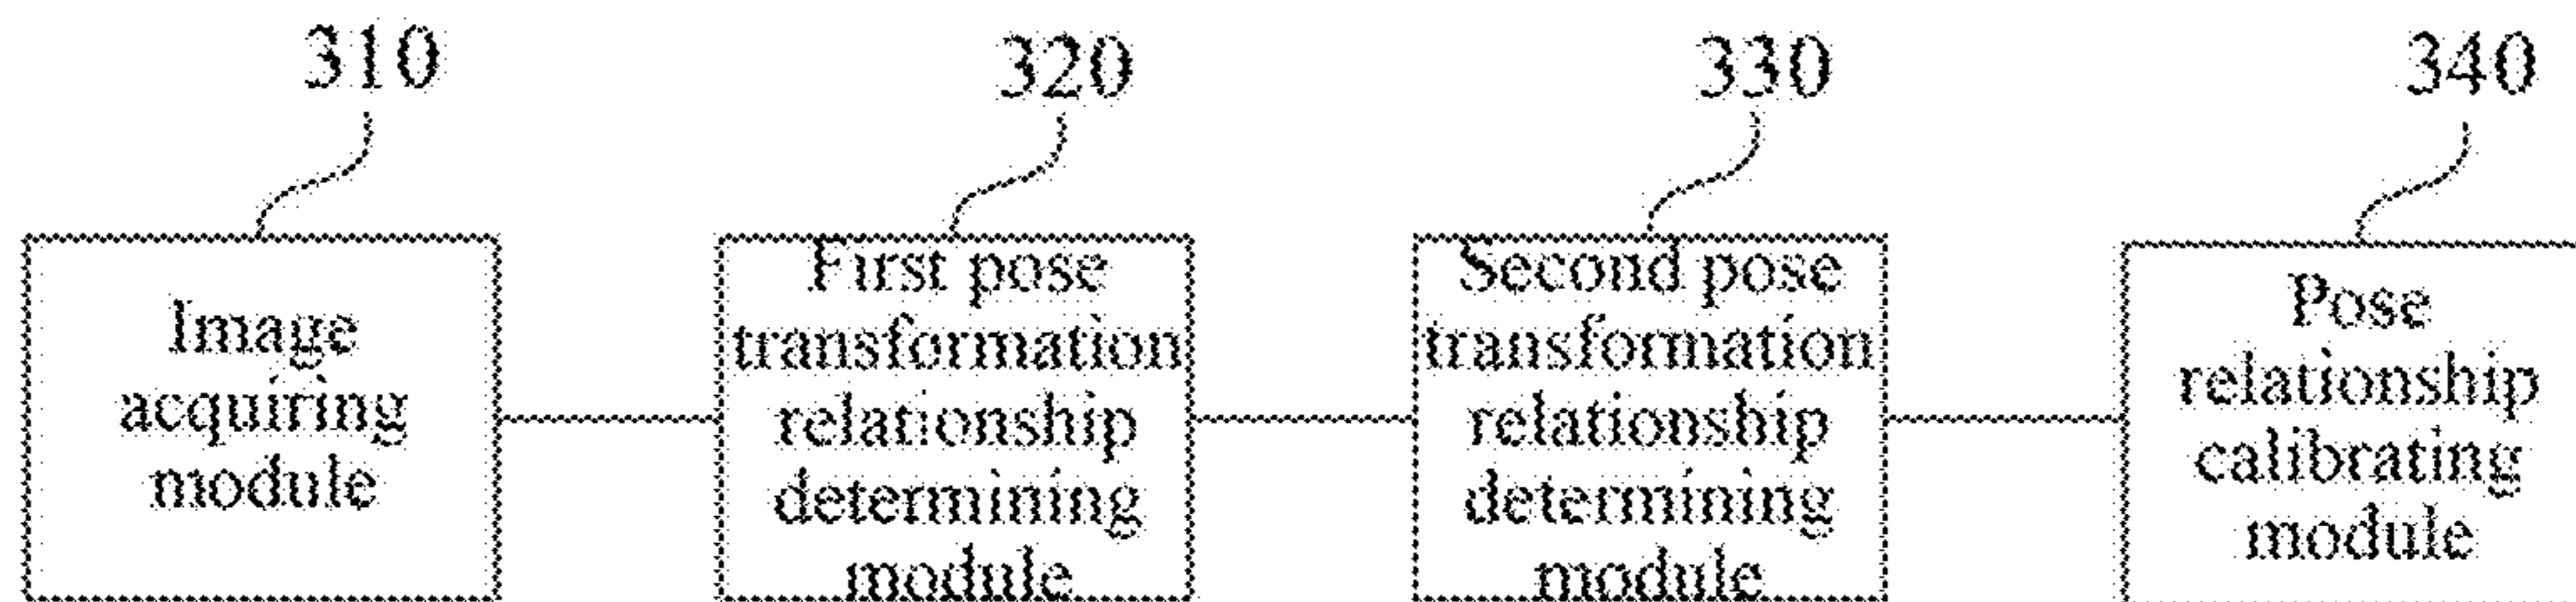 310
320
330
340
Image
acquiring
module
First pose
transformation
relationship
determining
module
Second pose
transformation
relationship
determining
module
Pose
relationship
calibrating
module